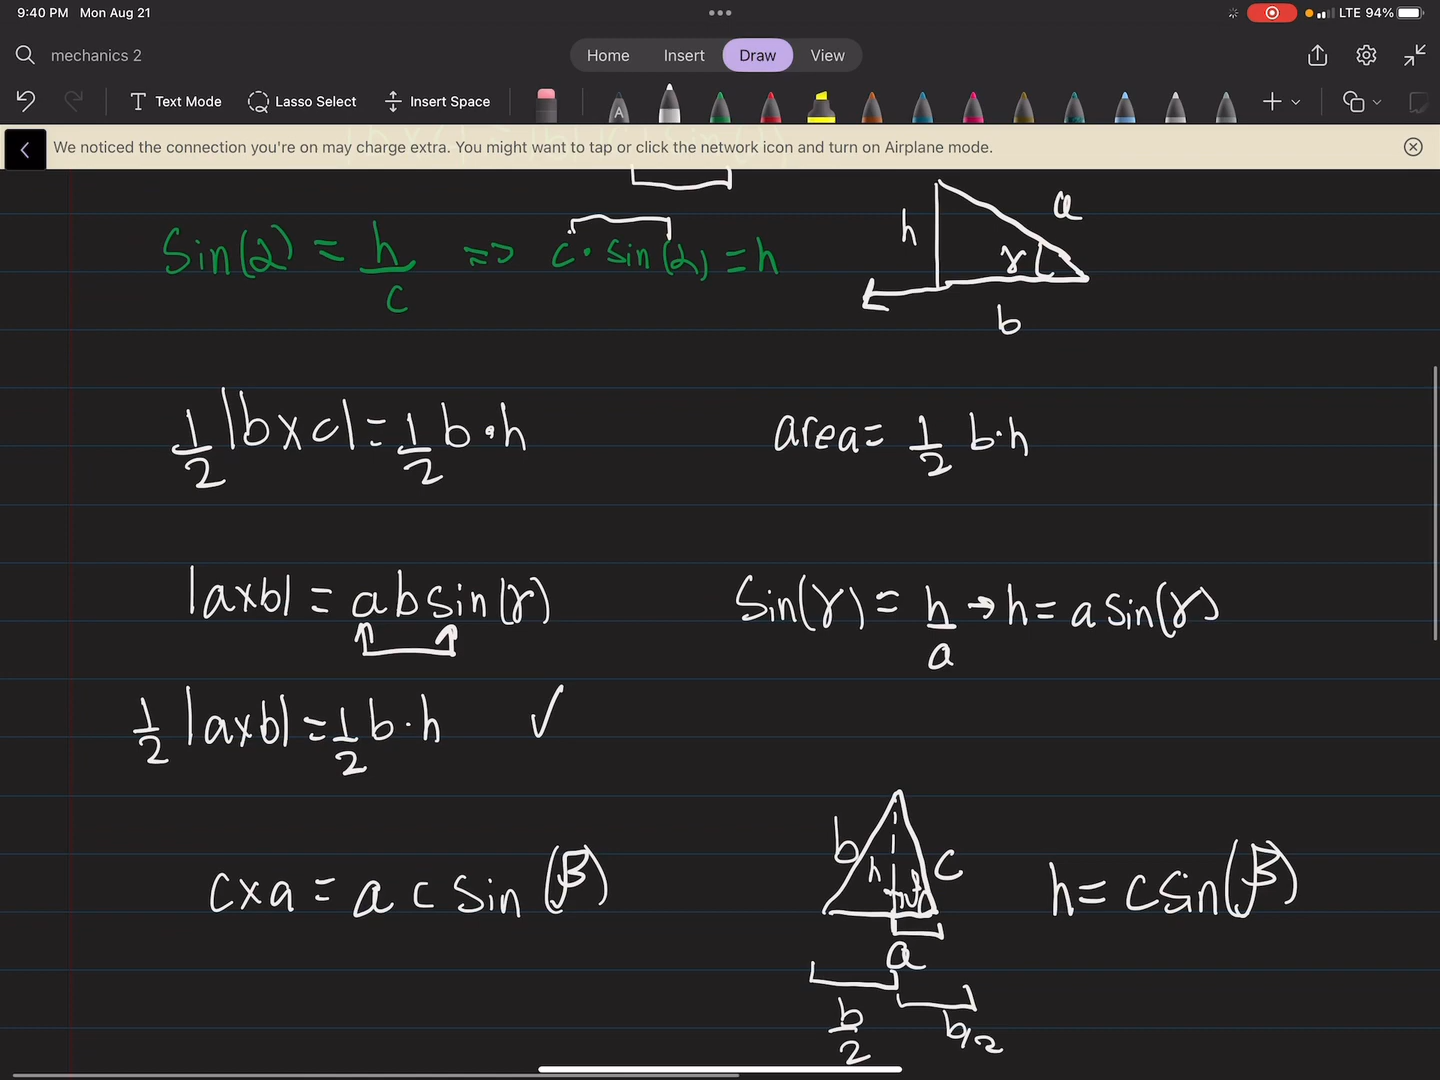 9:40 PM Mon Aug 21
LTE 94%
mechanics 2
Home Insert Draw View
Text Mode Lasso Select Insert Space
A
We noticed the connection you're on may charge extra. You might want to tap or click the network icon and turn on Airplane mode.
Sin(α) = h/c => c · sin(α) = h
h a γ b
1/2 |b×c| = 1/2 b·h
area = 1/2 b·h
|a×b| = a b sin(γ)
Sin(γ) = h/a → h = a sin(γ)
1/2 |a×b| = 1/2 b·h ✓
c×a = a c sin(β)
b h c
h = c sin(β)
a
b/2 b/2